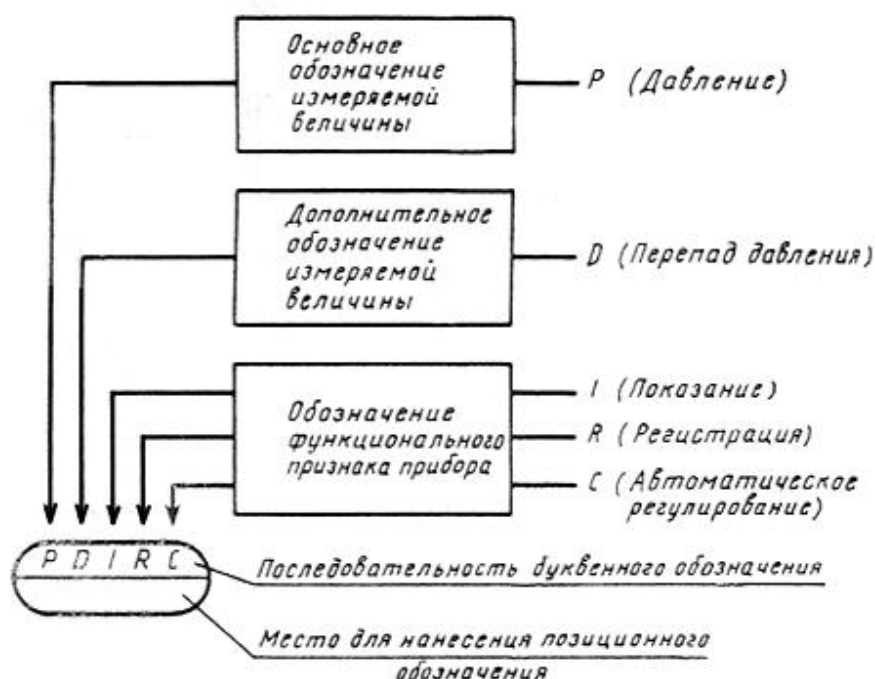 Основное
обозначение
измеряемой
величины
P (Давление)
Дополнительное
обозначение
измеряемой
величины
D (Перепад давления)
Обозначение
функционального
признака прибора
I (Показание)
R (Регистрация)
C (Автоматическое
регулирование)
P D I R C
Последовательность буквенного обозначения
Место для нанесения позиционного
обозначения